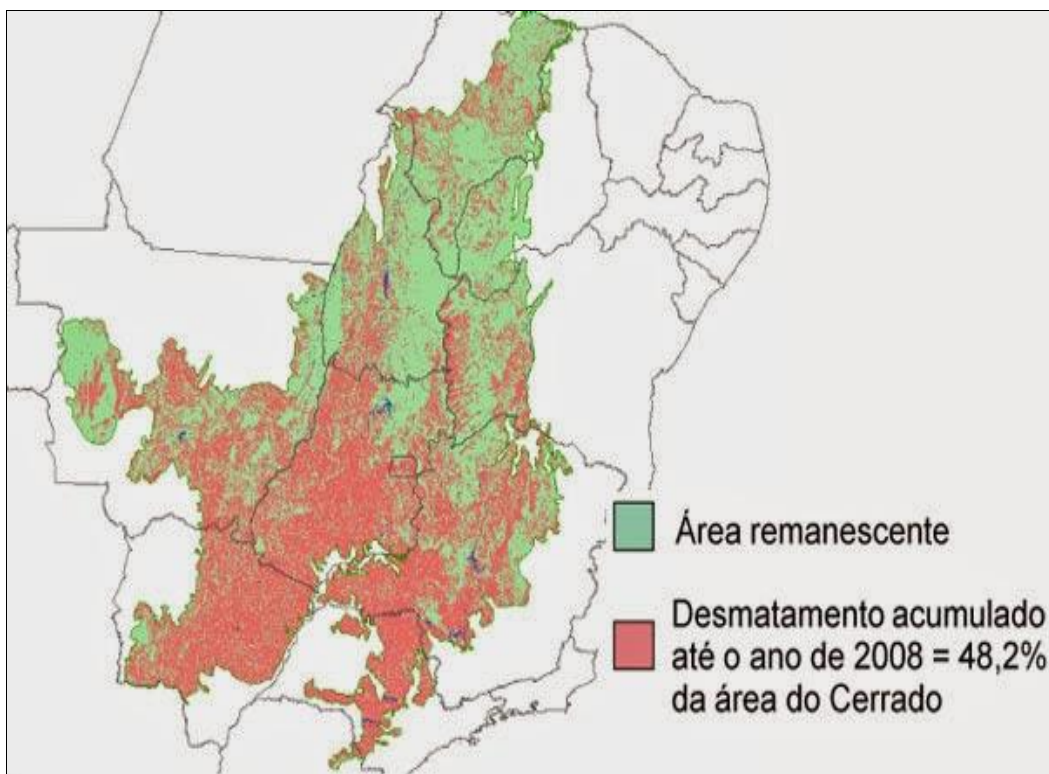 Área remanescente
Desmatamento acumulado
até o ano de 2008 = 48,2%
da área do Cerrado